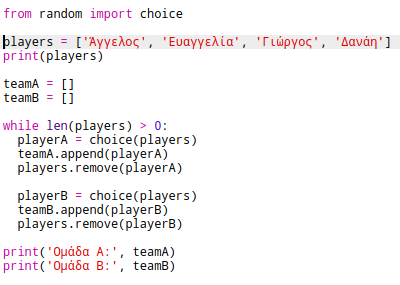 from random import choice
players = ['Άγγελος', 'Ευαγγελία', 'Γιώργος', 'Δανάη']
print(players)
teamA = []
teamB = []
while len(players) > 0:
  playerA = choice(players)
  teamA.append(playerA)
  players.remove(playerA)
  playerB = choice(players)
  teamB.append(playerB)
  players.remove(playerB)
print('Ομάδα Α:', teamA)
print('Ομάδα Β:', teamB)